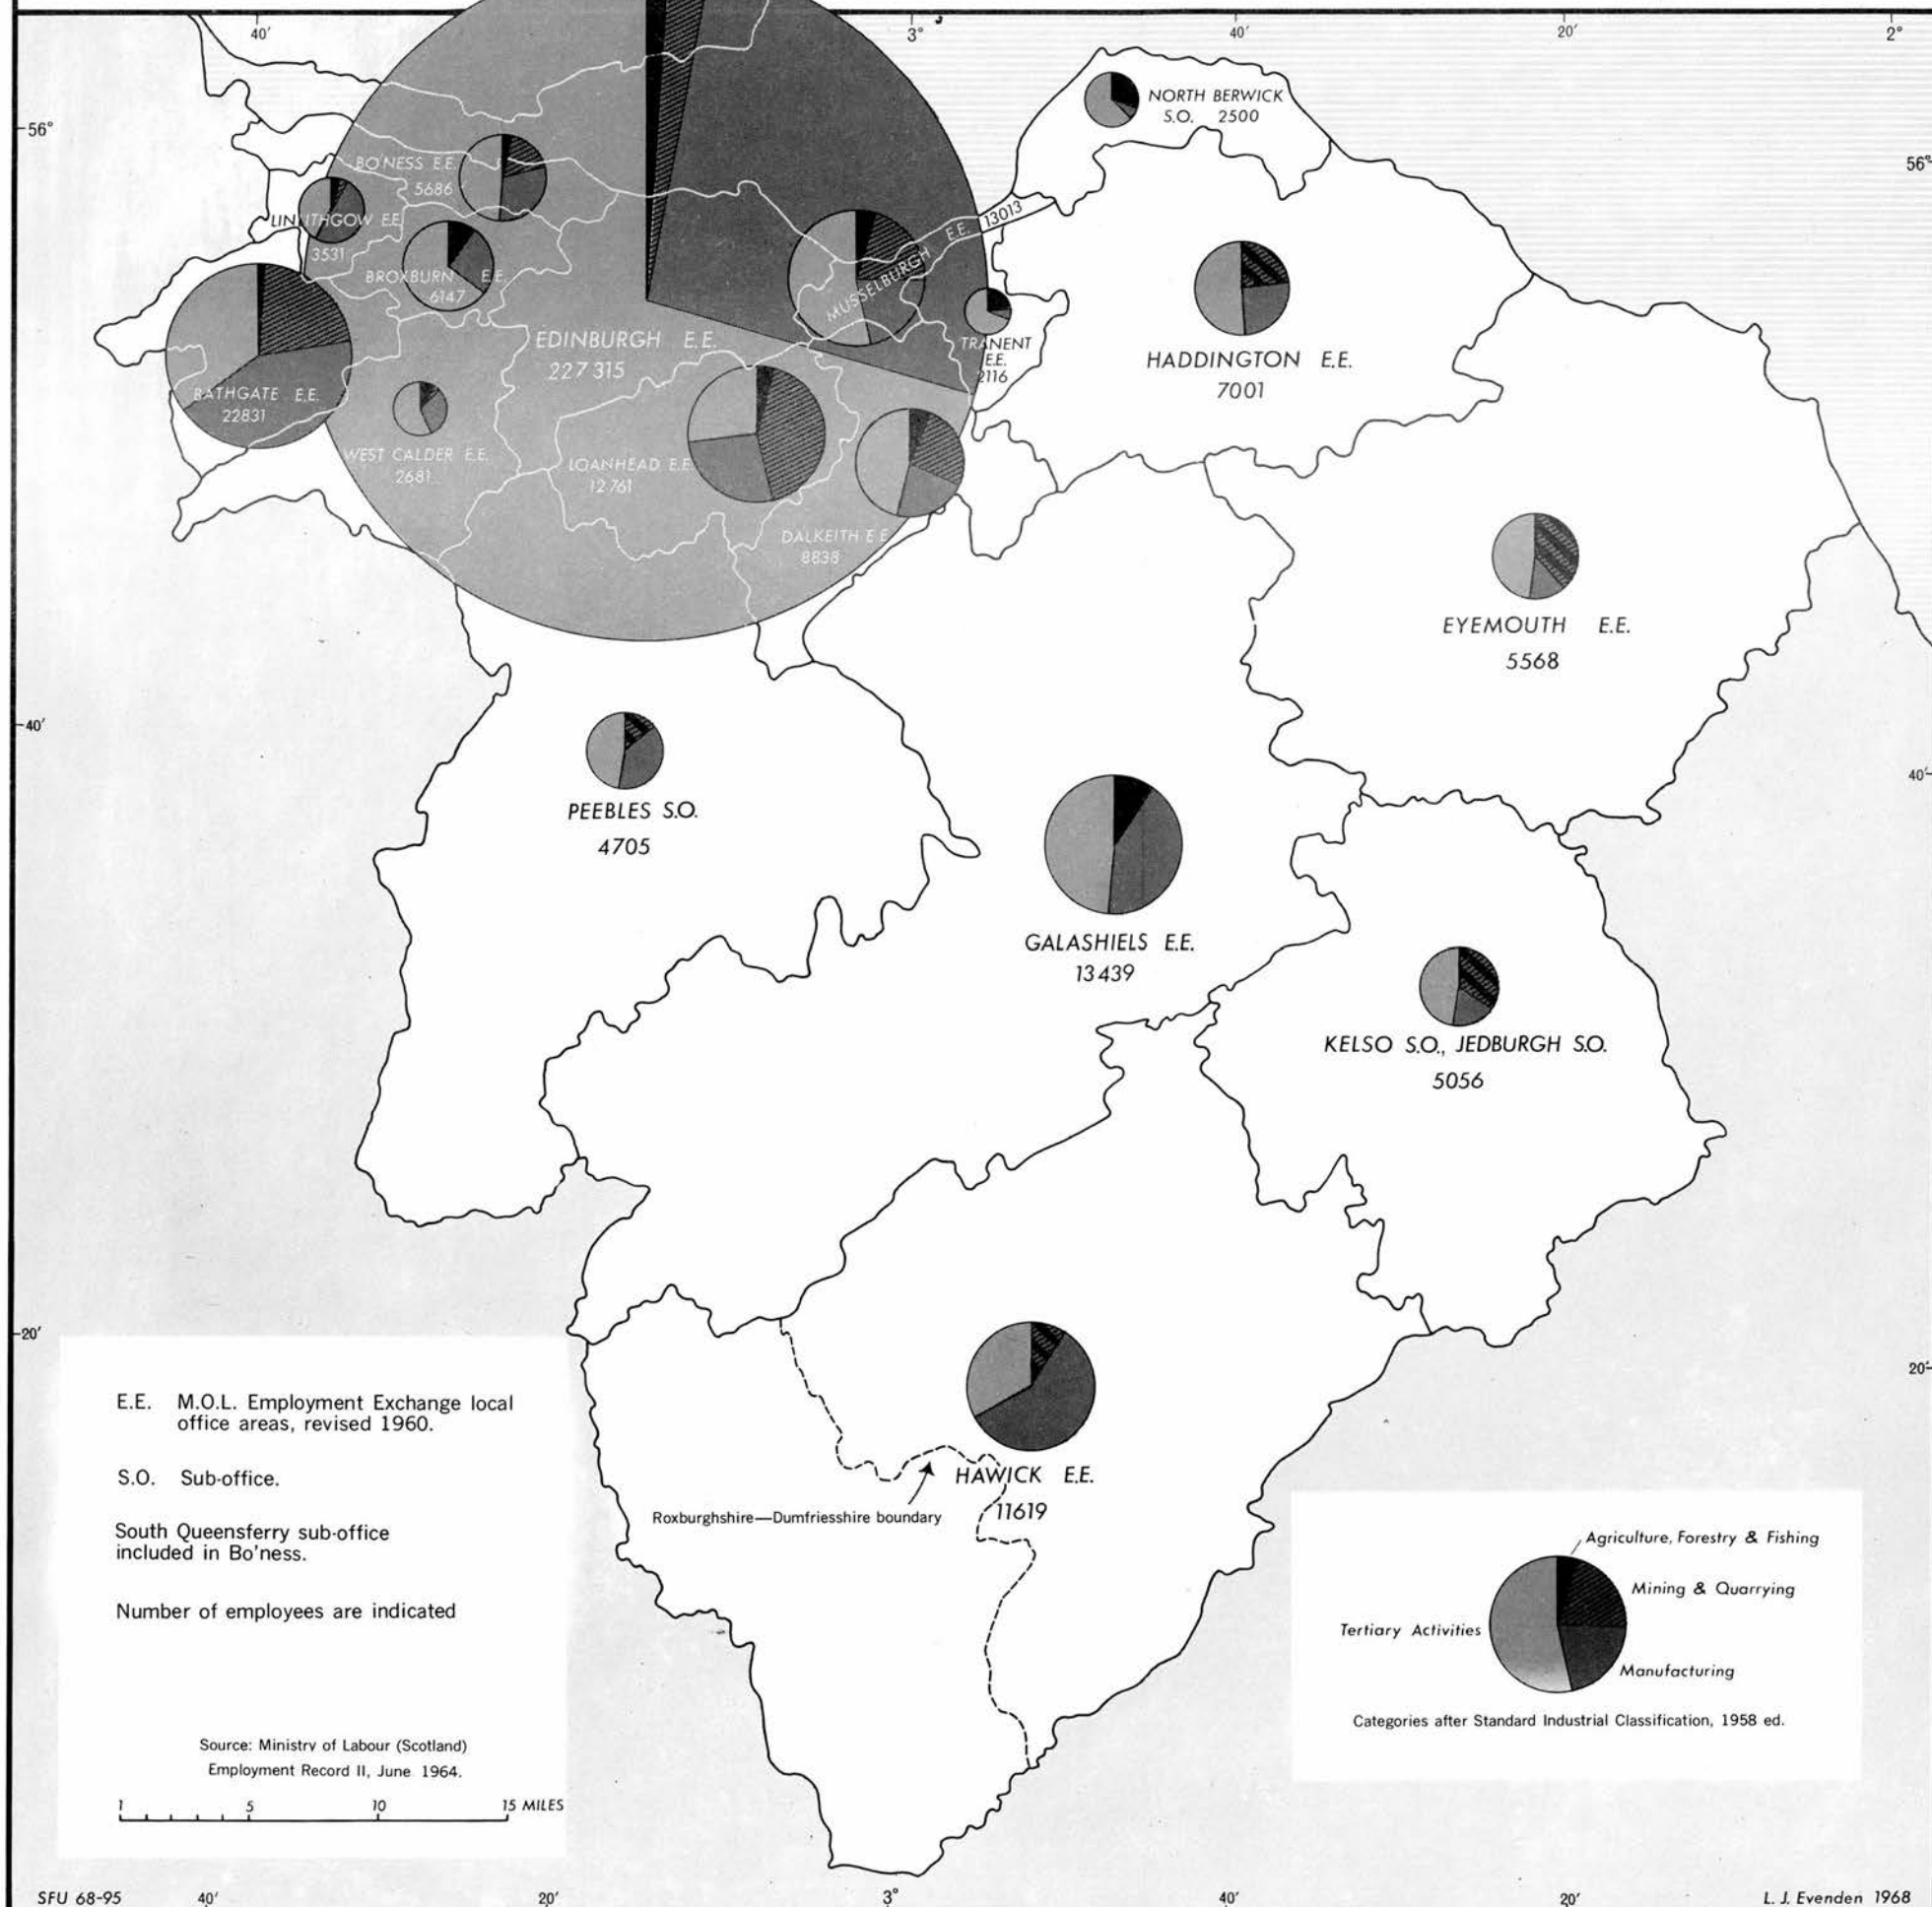 40'
3°
40'
20'
2°
56°
56°
NORTH BERWICK
S.O. 2500
BO'NESS E.E.
5686
LINLITHGOW E.E.
3531
BROXBURN E.E.
6147
MUSSELBURGH E.E. 13013
EDINBURGH E.E.
227 315
TRANENT
E.E.
2116
HADDINGTON E.E.
7001
BATHGATE E.E.
22831
WEST CALDER E.E.
2681
LOANHEAD E.E.
12761
DALKEITH E.E.
8838
EYEMOUTH E.E.
5568
40'
40'
PEEBLES S.O.
4705
GALASHIELS E.E.
13439
KELSO S.O., JEDBURGH S.O.
5056
20'
20'
HAWICK E.E.
11619
Roxburghshire—Dumfriesshire boundary
E.E. M.O.L. Employment Exchange local
office areas, revised 1960.
S.O. Sub-office.
South Queensferry sub-office
included in Bo'ness.
Number of employees are indicated
Source: Ministry of Labour (Scotland)
Employment Record II, June 1964.
1 5 10 15 MILES
Agriculture, Forestry & Fishing
Mining & Quarrying
Tertiary Activities
Manufacturing
Categories after Standard Industrial Classification, 1958 ed.
SFU 68-95
40'
20'
3°
40'
20'
L. J. Evenden 1968